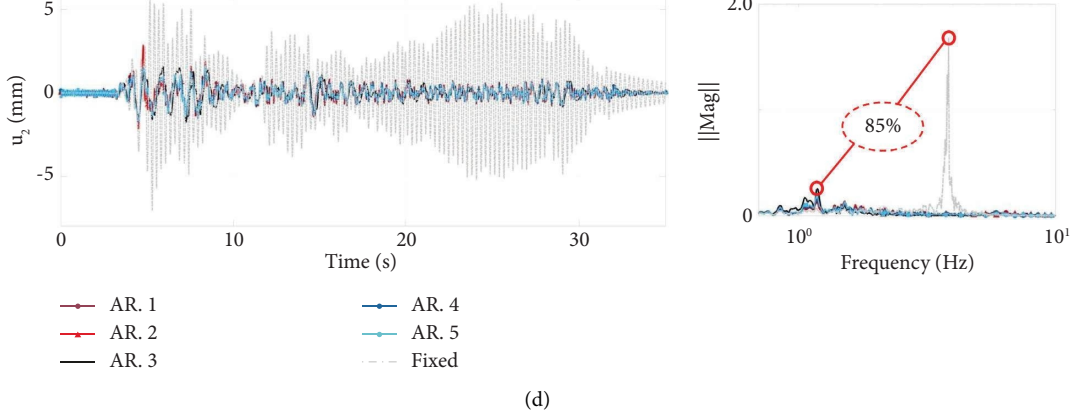 5
0
-5
u2 (mm)
0 10 20 30
Time (s)
2.0
0
||Mag||
85%
10⁰ 10¹
Frequency (Hz)
AR. 1
AR. 2
AR. 3
AR. 4
AR. 5
Fixed
(d)